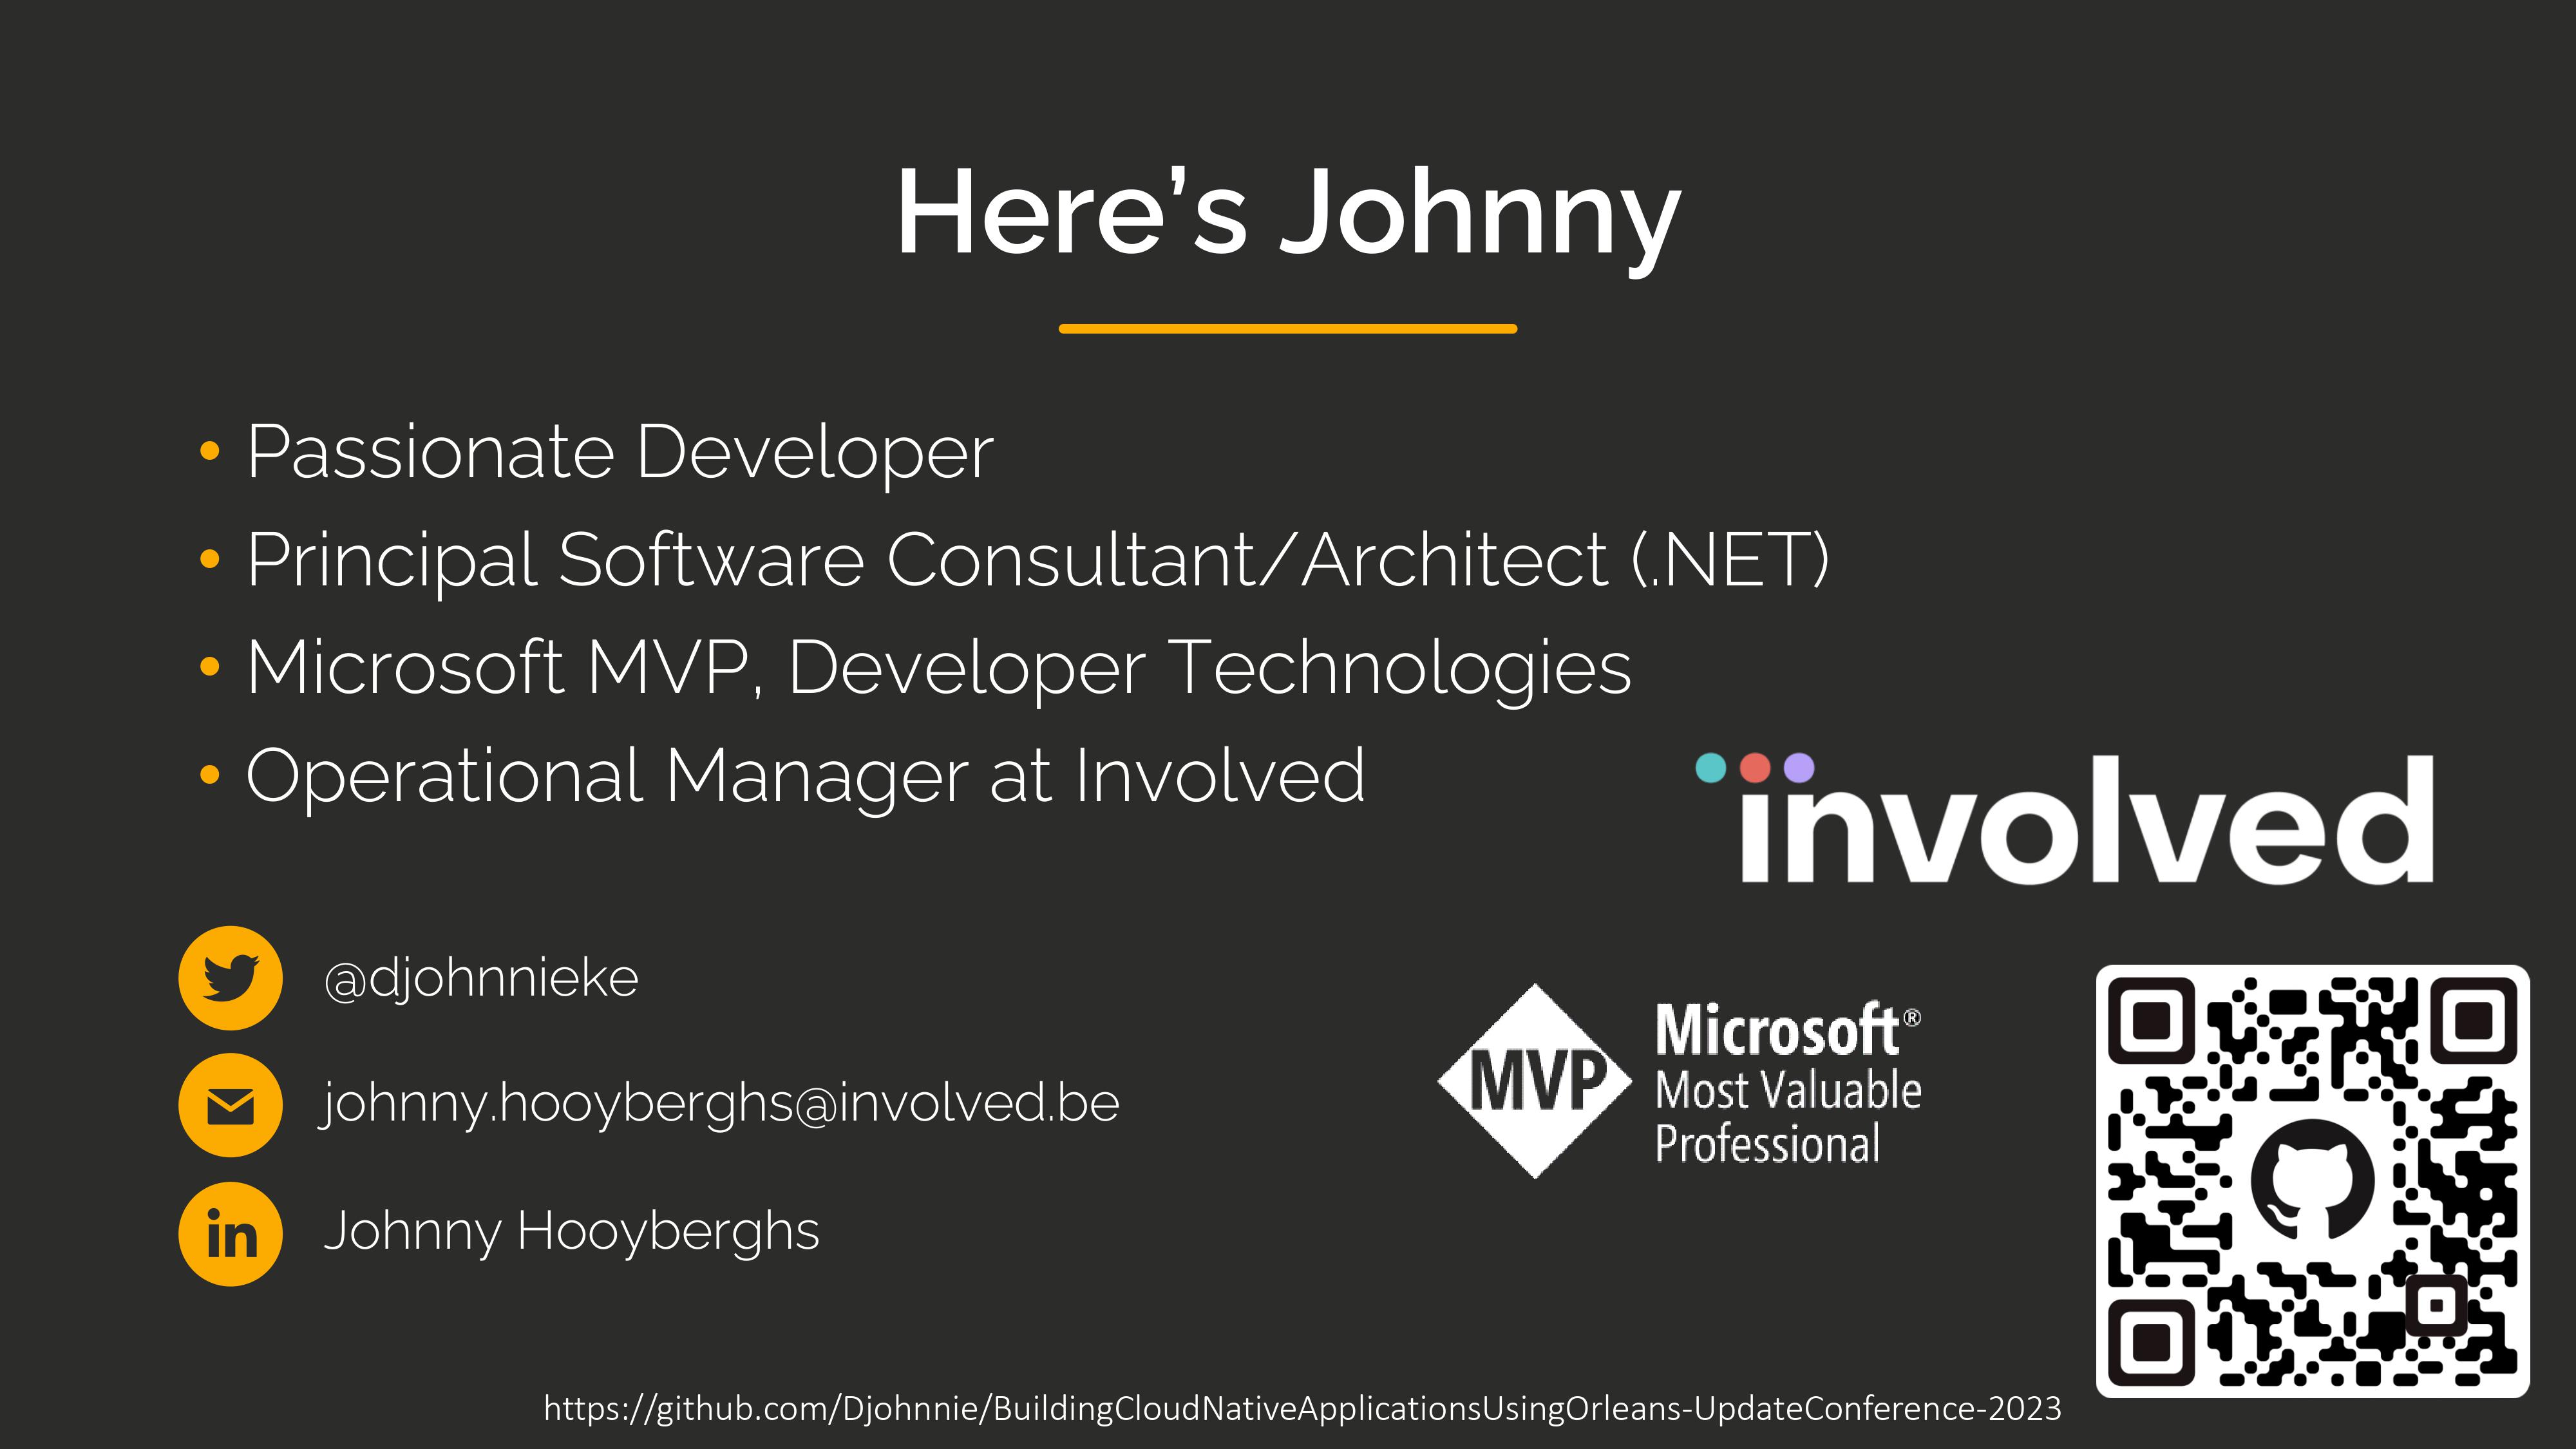 Here’s Johnny
• Passionate Developer
• Principal Software Consultant/Architect (.NET)
• Microsoft MVP, Developer Technologies
• Operational Manager at Involved
involved
@djohnnieke
johnny.hooyberghs@involved.be
in Johnny Hooyberghs
MVP
Microsoft®
Most Valuable
Professional
https://github.com/Djohnnie/BuildingCloudNativeApplicationsUsingOrleans-UpdateConference-2023